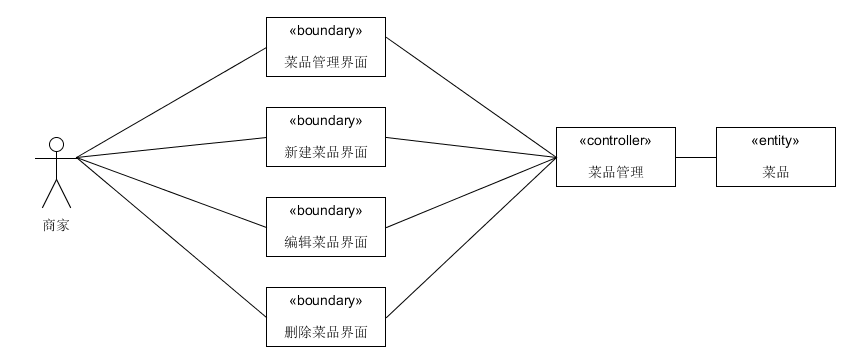 «boundary»
菜品管理界面
«boundary»
新建菜品界面
商家
«controller»
菜品管理
«entity»
菜品
«boundary»
编辑菜品界面
«boundary»
删除菜品界面